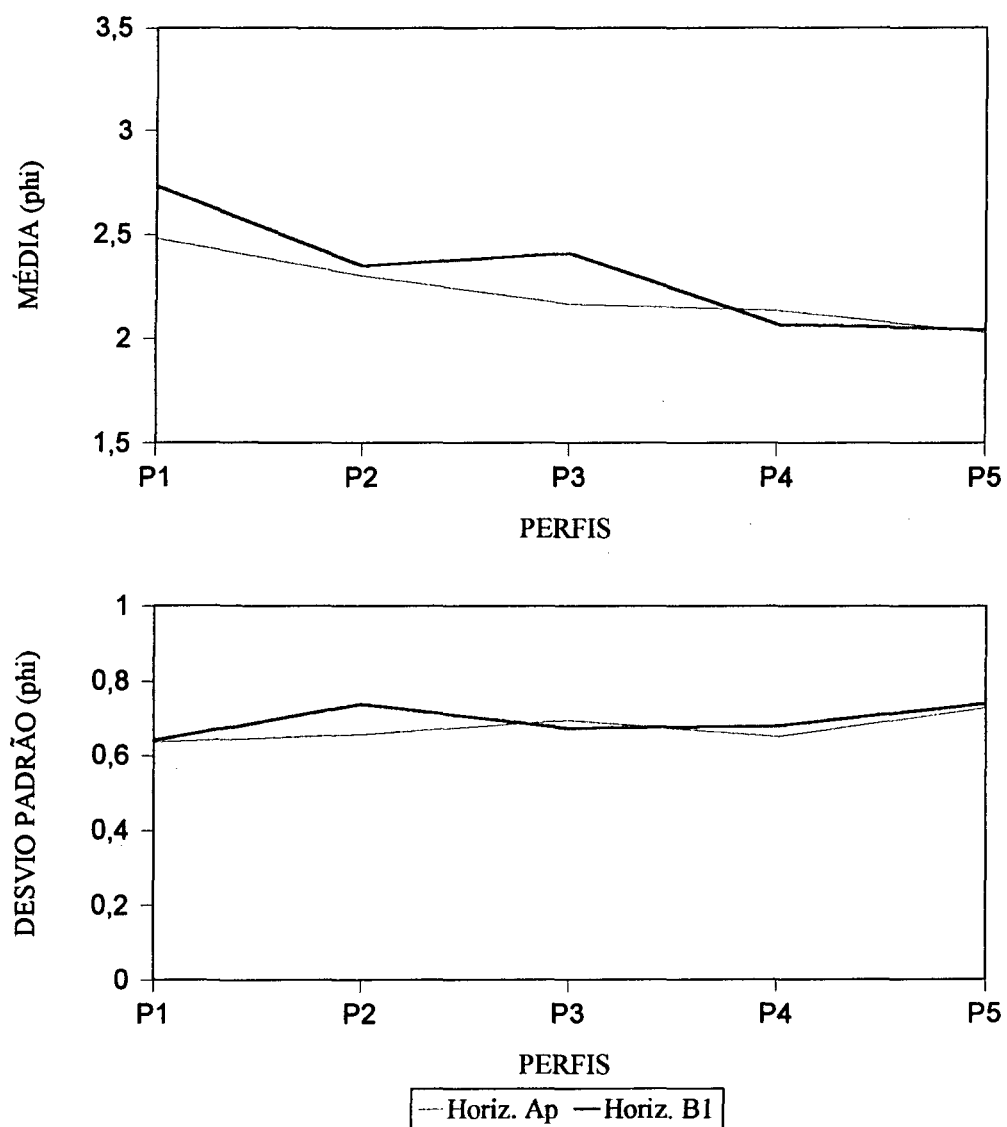 3,5
3
2,5
2
1,5
MÉDIA (phi)
P1 P2 P3 P4 P5
PERFIS
1
0,8
0,6
0,4
0,2
0
DESVIO PADRÃO (phi)
P1 P2 P3 P4 P5
PERFIS
Horiz. Ap Horiz. B1